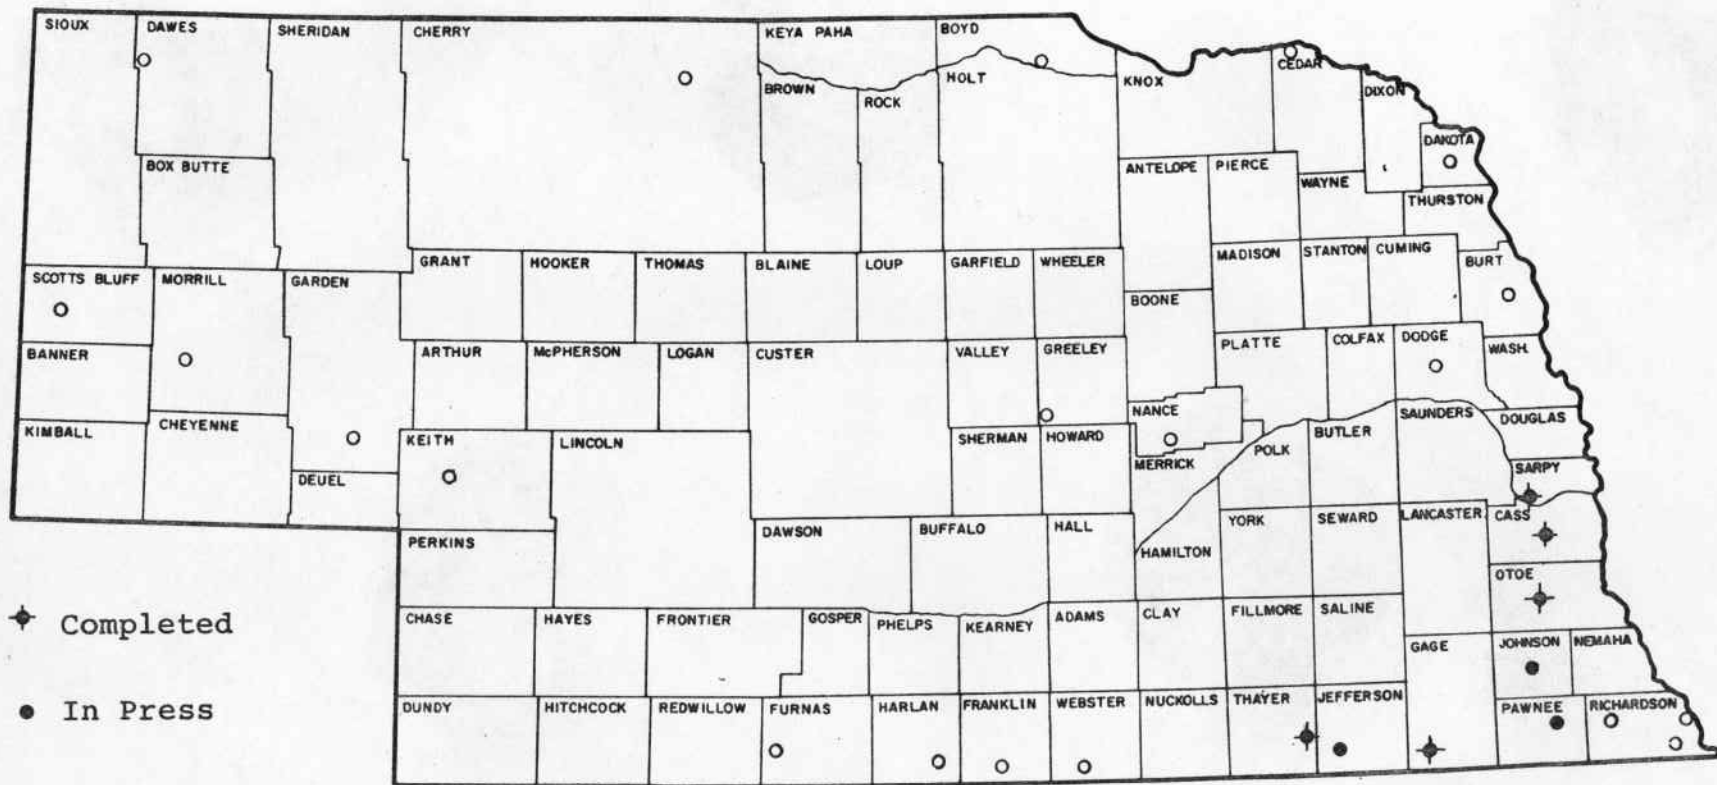 SIOUX
DAWES
SHERIDAN
CHERRY
KEYA PAHA
BOYD
HOLT
KNOX
CEDAR
DIXON
DAKOTA
BROWN
ROCK
BOX BUTTE
ANTELOPE
PIERCE
WAYNE
THURSTON
SCOTTS BLUFF
MORRILL
GARDEN
GRANT
HOOKER
THOMAS
BLAINE
LOUP
GARFIELD
WHEELER
MADISON
STANTON
CUMING
BURT
BOONE
BANNER
ARTHUR
McPHERSON
LOGAN
CUSTER
VALLEY
GREELEY
PLATTE
COLFAX
DODGE
WASH.
KIMBALL
CHEYENNE
KEITH
LINCOLN
SHERMAN
HOWARD
NANCE
MERRICK
POLK
BUTLER
SAUNDERS
DOUGLAS
SARPY
DEUEL
PERKINS
DAWSON
BUFFALO
HALL
HAMILTON
YORK
SEWARD
LANCASTER
CASS
OTOE
Completed
CHASE
HAYES
FRONTIER
GOSPER
PHELPS
KEARNEY
ADAMS
CLAY
FILLMORE
SALINE
GAGE
JOHNSON
NEMAHA
In Press
DUNDY
HITCHCOCK
REDWILLOW
FURNAS
HARLAN
FRANKLIN
WEBSTER
NUCKOLLS
THAYER
JEFFERSON
PAWNEE
RICHARDSON